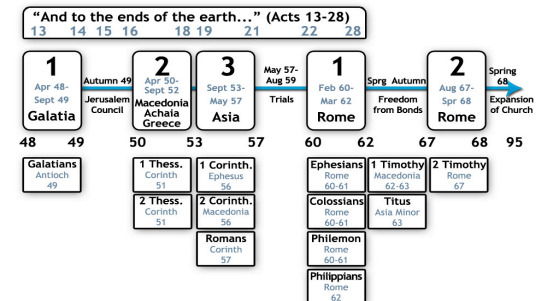 “And to the ends of the earth...” (Acts 13-28)
13 14 15 16 18 19 21 22 28
1
Apr 48-
Sept 49
Galatia
Autumn 49
Jerusalem
Council
2
Apr 50-
Sept 52
Macedonia
Achaia
Greece
3
Sept 53-
May 57
Asia
May 57-
Aug 59
Trials
1
Feb 60-
Mar 62
Rome
Sprg Autumn
Freedom
from Bonds
2
Aug 67-
Spr 68
Rome
Spring
68
Expansion
of Church
48 49 50 53 57 60 62 67 68 95
Galatians
Antioch
49
1 Thess.
Corinth
51
2 Thess.
Corinth
51
1 Corinth.
Ephesus
56
2 Corinth.
Macedonia
56
Romans
Corinth
57
Ephesians
Rome
60-61
Colossians
Rome
60-61
Philemon
Rome
60-61
Philippians
Rome
62
1 Timothy
Macedonia
62-63
Titus
Asia Minor
63
2 Timothy
Rome
67